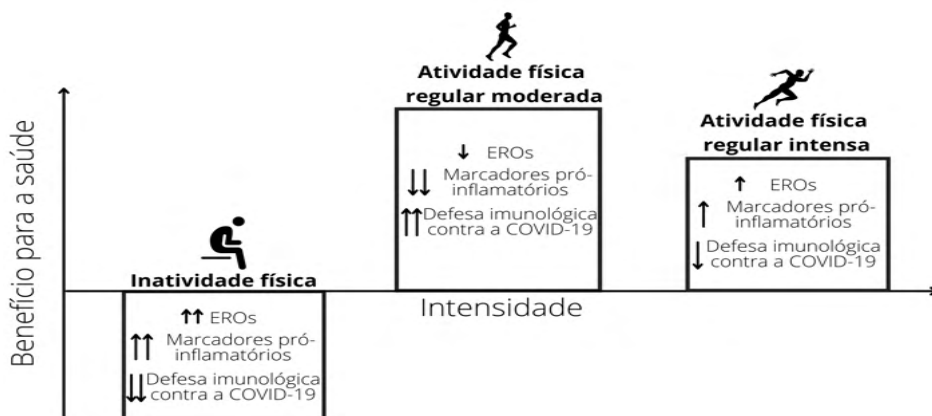 Benefício para a saúde
Inatividade física
↑↑ EROs
↑↑ Marcadores pró-
inflamatórios
↓↓ Defesa imunológica
contra a COVID-19
Atividade física
regular moderada
↓ EROs
↓↓ Marcadores pró-
inflamatórios
↑↑ Defesa imunológica
contra a COVID-19
Intensidade
Atividade física
regular intensa
↑ EROs
↑ Marcadores pró-
inflamatórios
↓ Defesa imunológica
contra a COVID-19